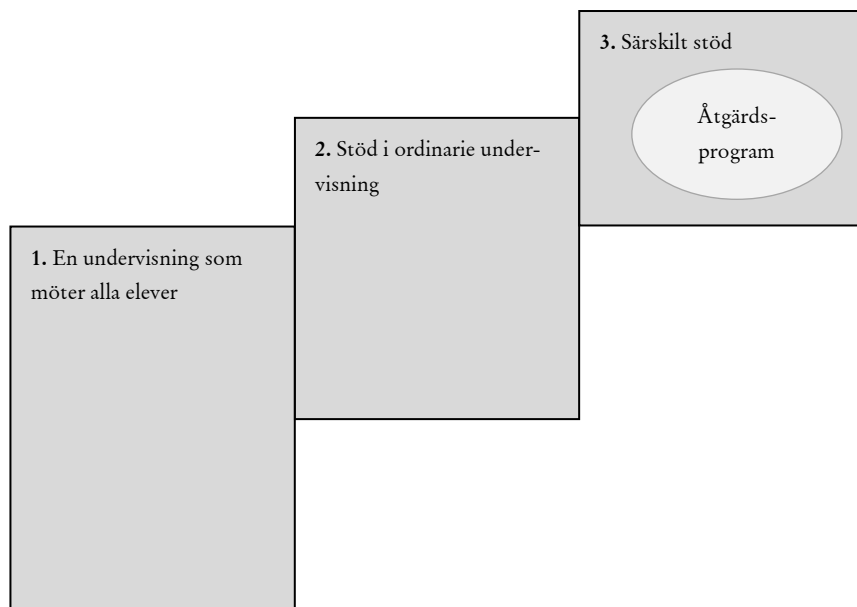 1. En undervisning som
möter alla elever
2. Stöd i ordinarie under-
visning
3. Särskilt stöd
Åtgärds-
program